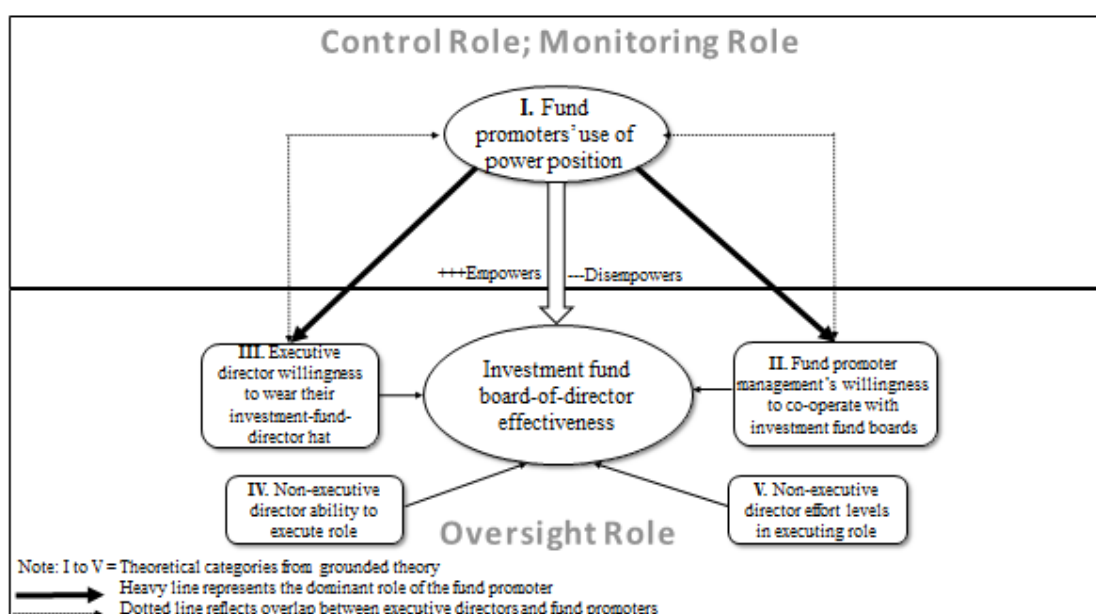 Control Role; Monitoring Role
I. Fund
promoters' use of
power position
+++Empowers
---Disempowers
III. Executive
director willingness
to wear their
investment-fund-
director hat
Investment fund
board-of-director
effectiveness
II. Fund promoter
management's willingness
to co-operate with
investment fund boards
IV. Non-executive
director ability to
execute role
V. Non-executive
director effort levels
in executing role
Oversight Role
Note: I to V = Theoretical categories from grounded theory
Heavy line represents the dominant role of the fund promoter
Dotted line reflects overlap between executive directors and fund promoters